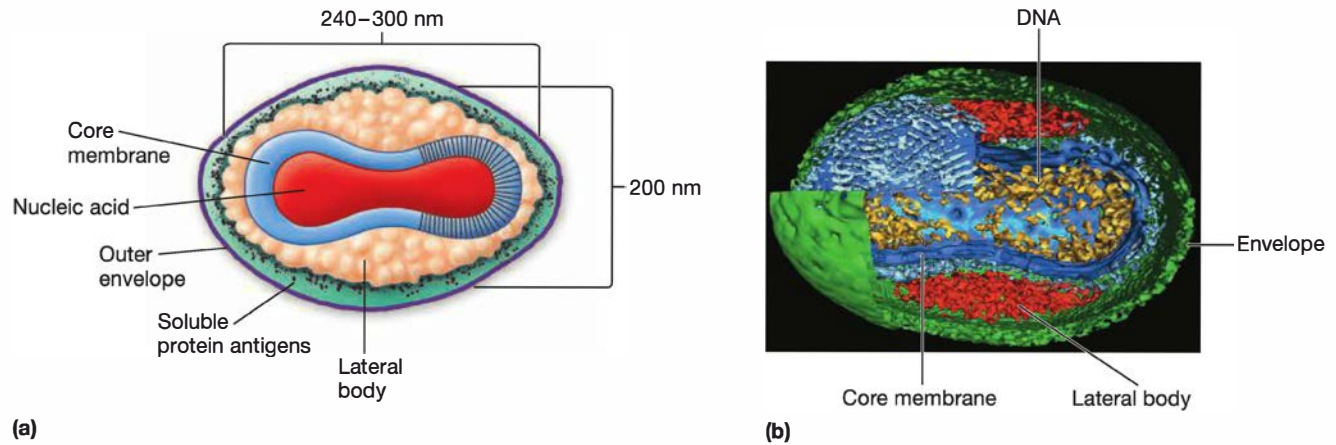 240–300 nm
Core
membrane
Nucleic acid
Outer
envelope
Soluble
protein antigens
Lateral
body
200 nm
(a)
DNA
Envelope
Core membrane
Lateral body
(b)